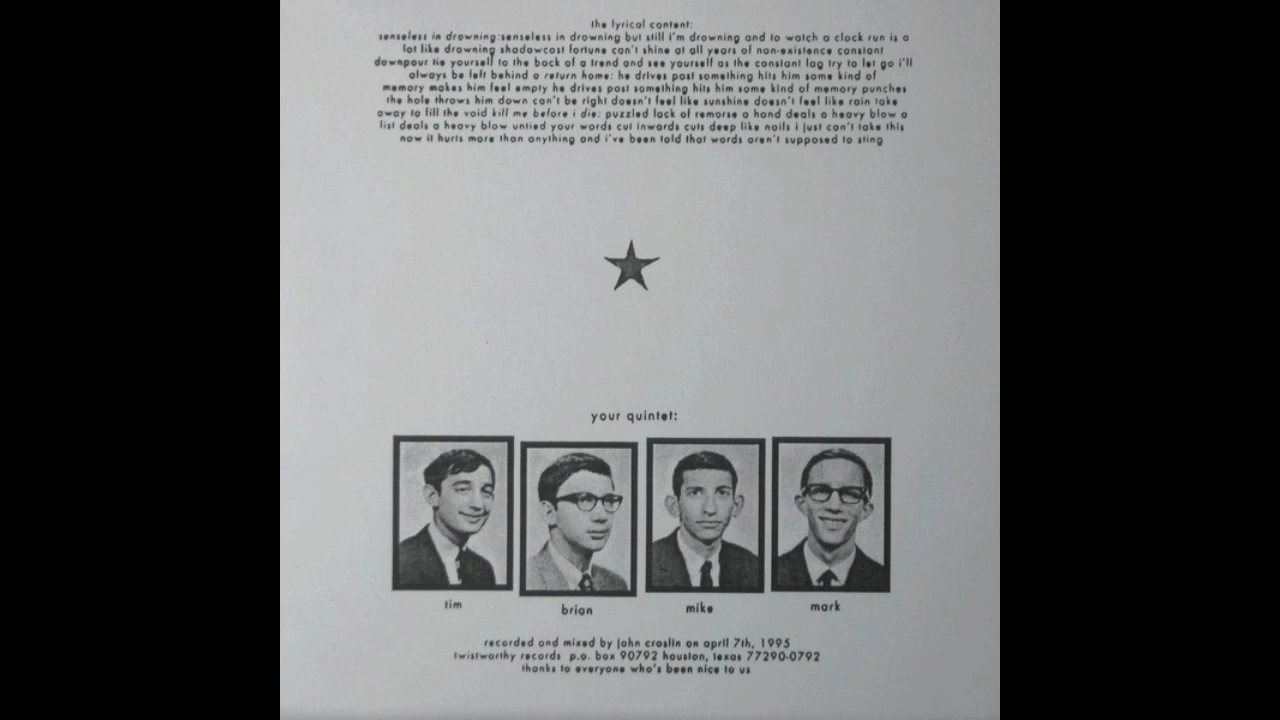 the lyrical content:
senseless in drowning:senseless in drowning but still i'm drowning and to watch a clock run is a
lot like drowning shadowcast fortune can't shine at all years of non-existence constant
downpour tie yourself to the back of a trend and see yourself as the constant lag try to let go i'll
always be left behind a return home: he drives past something hits him some kind of
memory makes him feel empty he drives past something hits him some kind of memory punches
the hole throws him down can't be right doesn't feel like sunshine doesn't feel like rain take
away to fill the void kill me before i die: puzzled lack of remorse a hand deals a heavy blow a
list deals a heavy blow untied your words cut inwards cuts deep like nails i just can't take this
now it hurts more than anything and i've been told that words aren't supposed to sting
your quintet:
tim
brian
mike
mark
recorded and mixed by john croslin on april 7th, 1995
twistworthy records p.o. box 90792 houston, texas 77290-0792
thanks to everyone who's been nice to us